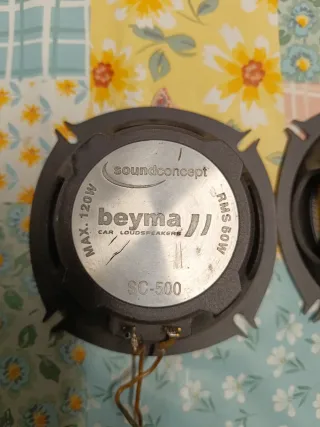 soundconcept
beyma
CAR LOUDSPEAKERS
MAX. 120W
RMS 60W
SC-500